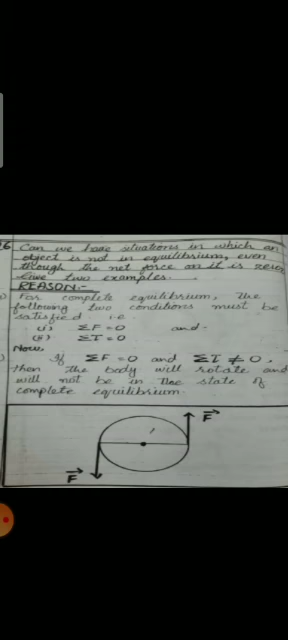 26 Can we have situations in which an
object is not in equilibrium, even
though the net force on it is zero.
Give two examples.
REASON:-
For complete equilibrium, the
following two conditions must be
satisfied i.e
(i) ΣF = 0 and
(ii) Στ = 0
Now,
If ΣF = 0 and Στ ≠ 0,
then the body will rotate and
will not be in the state of
complete equilibrium.
F
F